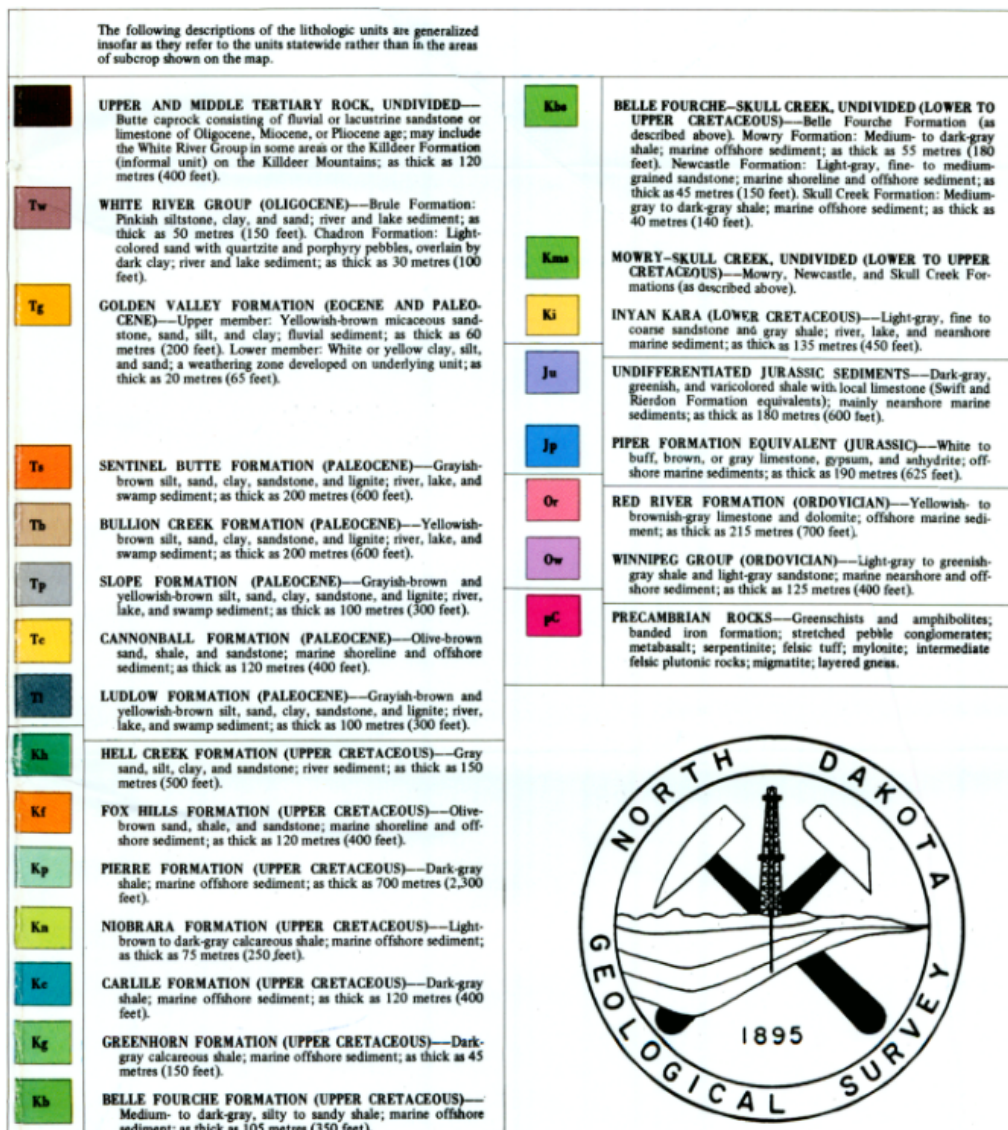 The following descriptions of the lithologic units are generalized
insofar as they refer to the units statewide rather than in the areas
of subcrop shown on the map.
UPPER AND MIDDLE TERTIARY ROCK, UNDIVIDED—
Butte caprock consisting of fluvial or lacustrine sandstone or
limestone of Oligocene, Miocene, or Pliocene age; may include
the White River Group in some areas or the Killdeer Formation
(informal unit) on the Killdeer Mountains; as thick as 120
metres (400 feet).
Tw
WHITE RIVER GROUP (OLIGOCENE)—Brule Formation:
Pinkish siltstone, clay, and sand; river and lake sediment; as
thick as 50 metres (150 feet). Chadron Formation: Light-
colored sand with quartzite and porphyry pebbles, overlain by
dark clay; river and lake sediment; as thick as 30 metres (100
feet).
Tg
GOLDEN VALLEY FORMATION (EOCENE AND PALEO-
CENE)—Upper member: Yellowish-brown micaceous sand-
stone, sand, silt, and clay; fluvial sediment; as thick as 60
metres (200 feet). Lower member: White or yellow clay, silt,
and sand; a weathering zone developed on underlying unit; as
thick as 20 metres (65 feet).
Ts
SENTINEL BUTTE FORMATION (PALEOCENE)—Grayish-
brown silt, sand, clay, sandstone, and lignite; river, lake, and
swamp sediment; as thick as 200 metres (600 feet).
Tb
BULLION CREEK FORMATION (PALEOCENE)—Yellowish-
brown silt, sand, clay, sandstone, and lignite; river, lake, and
swamp sediment; as thick as 200 metres (600 feet).
Tp
SLOPE FORMATION (PALEOCENE)—Grayish-brown and
yellowish-brown silt, sand, clay, sandstone, and lignite; river,
lake, and swamp sediment; as thick as 100 metres (300 feet).
Tc
CANNONBALL FORMATION (PALEOCENE)—Olive-brown
sand, shale, and sandstone; marine shoreline and offshore
sediment; as thick as 120 metres (400 feet).
Tl
LUDLOW FORMATION (PALEOCENE)—Grayish-brown and
yellowish-brown silt, sand, clay, sandstone, and lignite; river,
lake, and swamp sediment; as thick as 100 metres (300 feet).
Kh
HELL CREEK FORMATION (UPPER CRETACEOUS)—Gray
sand, silt, clay, and sandstone; river sediment; as thick as 150
metres (500 feet).
Kf
FOX HILLS FORMATION (UPPER CRETACEOUS)—Olive-
brown sand, shale, and sandstone; marine shoreline and off-
shore sediment; as thick as 120 metres (400 feet).
Kp
PIERRE FORMATION (UPPER CRETACEOUS)—Dark-gray
shale; marine offshore sediment; as thick as 700 metres (2,300
feet).
Kn
NIOBRARA FORMATION (UPPER CRETACEOUS)—Light-
brown to dark-gray calcareous shale; marine offshore sediment;
as thick as 75 metres (250 feet).
Kc
CARLILE FORMATION (UPPER CRETACEOUS)—Dark-gray
shale; marine offshore sediment; as thick as 120 metres (400
feet).
Kg
GREENHORN FORMATION (UPPER CRETACEOUS)—Dark-
gray calcareous shale; marine offshore sediment; as thick as 45
metres (150 feet).
Kb
BELLE FOURCHE FORMATION (UPPER CRETACEOUS)—
Medium- to dark-gray, silty to sandy shale; marine offshore
sediment; as thick as 105 metres (350 feet).
Kbs
BELLE FOURCHE–SKULL CREEK, UNDIVIDED (LOWER TO
UPPER CRETACEOUS)—Belle Fourche Formation (as
described above). Mowry Formation: Medium- to dark-gray
shale; marine offshore sediment; as thick as 55 metres (180
feet). Newcastle Formation: Light-gray, fine- to medium-
grained sandstone; marine shoreline and offshore sediment; as
thick as 45 metres (150 feet). Skull Creek Formation: Medium-
gray to dark-gray shale; marine offshore sediment; as thick as
40 metres (140 feet).
Kms
MOWRY–SKULL CREEK, UNDIVIDED (LOWER TO UPPER
CRETACEOUS)—Mowry, Newcastle, and Skull Creek For-
mations (as described above).
Ki
INYAN KARA (LOWER CRETACEOUS)—Light-gray, fine to
coarse sandstone and gray shale; river, lake, and nearshore
marine sediment; as thick as 135 metres (450 feet).
Ju
UNDIFFERENTIATED JURASSIC SEDIMENTS—Dark-gray,
greenish, and varicolored shale with local limestone (Swift and
Rierdon Formation equivalents); mainly nearshore marine
sediments; as thick as 180 metres (600 feet).
Jp
PIPER FORMATION EQUIVALENT (JURASSIC)—White to
buff, brown, or gray limestone, gypsum, and anhydrite; off-
shore marine sediments; as thick as 190 metres (625 feet).
Or
RED RIVER FORMATION (ORDOVICIAN)—Yellowish- to
brownish-gray limestone and dolomite; offshore marine sedi-
ment; as thick as 215 metres (700 feet).
Ow
WINNIPEG GROUP (ORDOVICIAN)—Light-gray to greenish-
gray shale and light-gray sandstone; marine nearshore and off-
shore sediment; as thick as 125 metres (400 feet).
pC
PRECAMBRIAN ROCKS—Greenschists and amphibolites;
banded iron formation; stretched pebble conglomerates;
metabasalt; serpentinite; felsic tuff; mylonite; intermediate
felsic plutonic rocks; migmatite; layered gneas.
NORTH DAKOTA
GEOLOGICAL SURVEY
1895